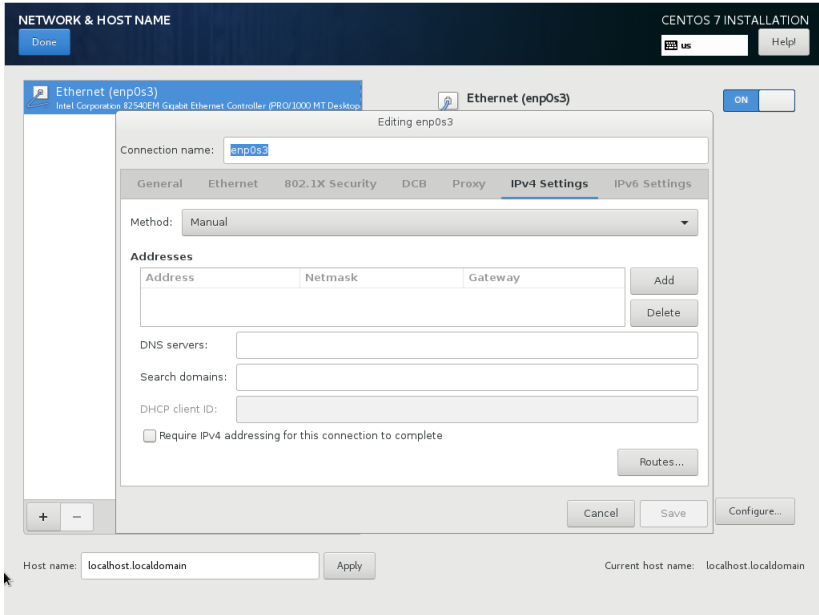 NETWORK & HOST NAME
CENTOS 7 INSTALLATION
Done
us
Help!
Ethernet (enp0s3)
Intel Corporation 82540EM Gigabit Ethernet Controller (PRO/1000 MT Desktop
Ethernet (enp0s3)
ON
Editing enp0s3
Connection name: enp0s3
General Ethernet 802.1X Security DCB Proxy IPv4 Settings IPv6 Settings
Method: Manual
Addresses
Address Netmask Gateway
Add
Delete
DNS servers:
Search domains:
DHCP client ID:
Require IPv4 addressing for this connection to complete
Routes...
+ −
Cancel Save
Configure...
Host name: localhost.localdomain Apply Current host name: localhost.localdomain